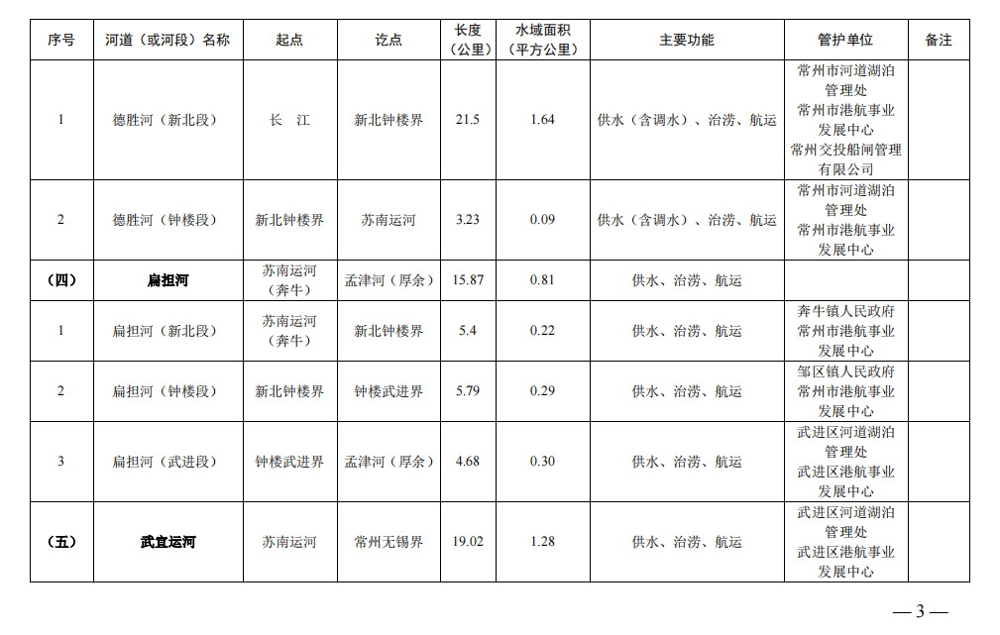 序号 河道（或河段）名称 起点 讫点 长度（公里） 水域面积（平方公里） 主要功能 管护单位 备注
1 德胜河（新北段） 长 江 新北钟楼界 21.5 1.64 供水（含调水）、治涝、航运 常州市河道湖泊管理处 常州市港航事业发展中心 常州交投船闸管理有限公司
2 德胜河（钟楼段） 新北钟楼界 苏南运河 3.23 0.09 供水（含调水）、治涝、航运 常州市河道湖泊管理处 常州市港航事业发展中心
（四） 扁担河 苏南运河（奔牛） 孟津河（厚余） 15.87 0.81 供水、治涝、航运
1 扁担河（新北段） 苏南运河（奔牛） 新北钟楼界 5.4 0.22 供水、治涝、航运 奔牛镇人民政府 常州市港航事业发展中心
2 扁担河（钟楼段） 新北钟楼界 钟楼武进界 5.79 0.29 供水、治涝、航运 邹区镇人民政府 常州市港航事业发展中心
3 扁担河（武进段） 钟楼武进界 孟津河（厚余） 4.68 0.30 供水、治涝、航运 武进区河道湖泊管理处 武进区港航事业发展中心
（五） 武宜运河 苏南运河 常州无锡界 19.02 1.28 供水、治涝、航运 武进区河道湖泊管理处 武进区港航事业发展中心
— 3 —